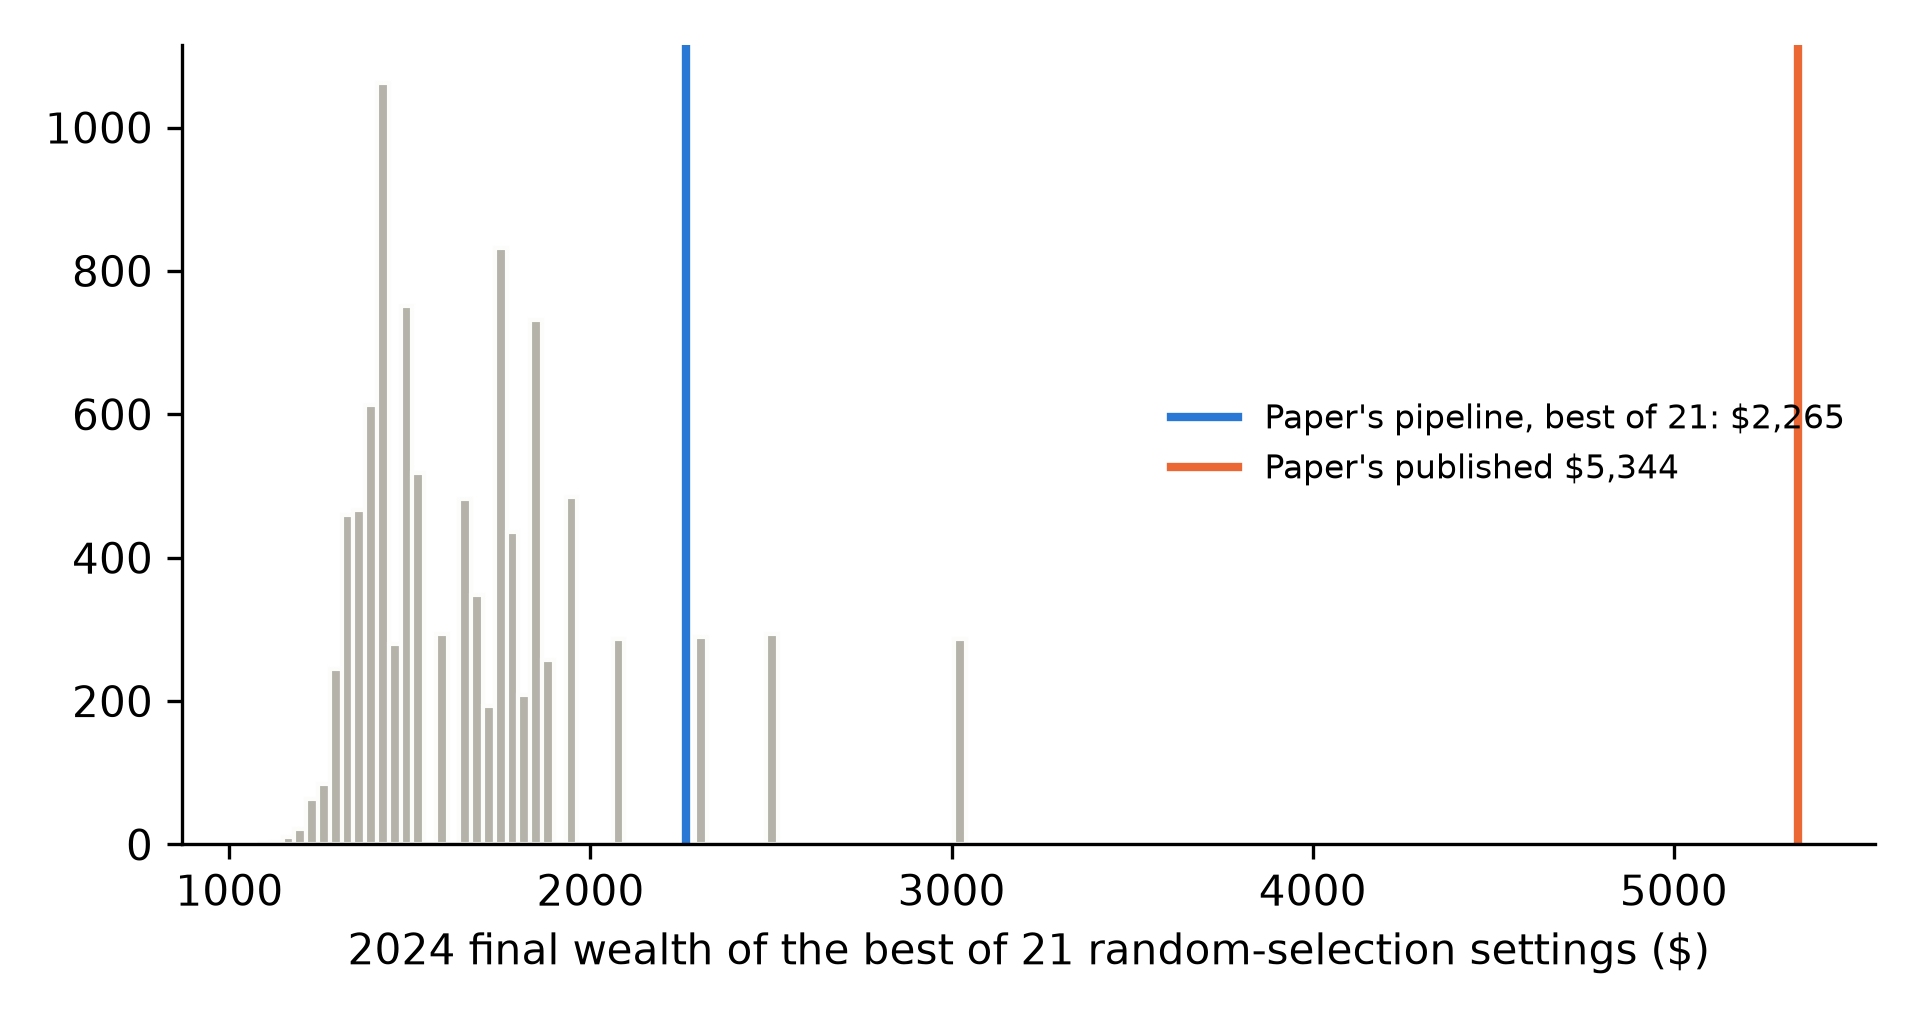 1000
800
600
400
200
0
Paper's pipeline, best of 21: $2,265
Paper's published $5,344
1000 2000 3000 4000 5000
2024 final wealth of the best of 21 random-selection settings ($)